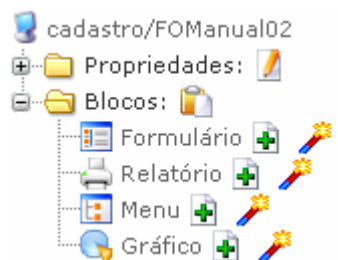 cadastro/FOManual02
Propriedades:
Blocos:
Formulário
Relatório
Menu
Gráfico